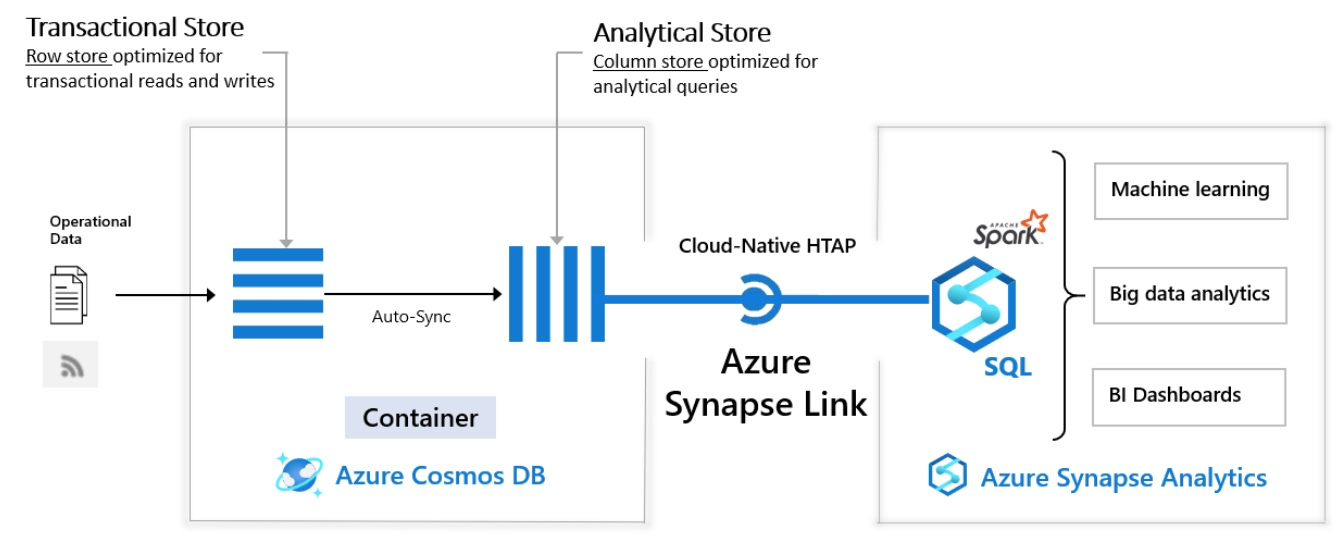 Transactional Store
Row store optimized for
transactional reads and writes
Analytical Store
Column store optimized for
analytical queries
Operational
Data
Auto-Sync
Container
Azure Cosmos DB
Cloud-Native HTAP
Azure
Synapse Link
APACHE
Spark
SQL
Machine learning
Big data analytics
BI Dashboards
Azure Synapse Analytics